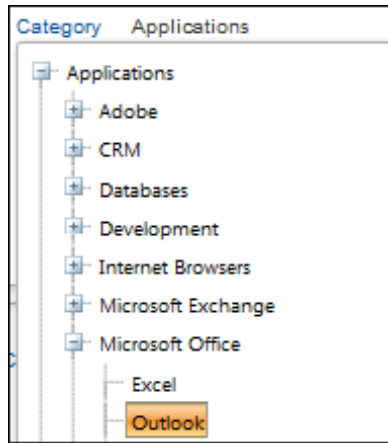 Category Applications
Applications
Adobe
CRM
Databases
Development
Internet Browsers
Microsoft Exchange
Microsoft Office
Excel
Outlook